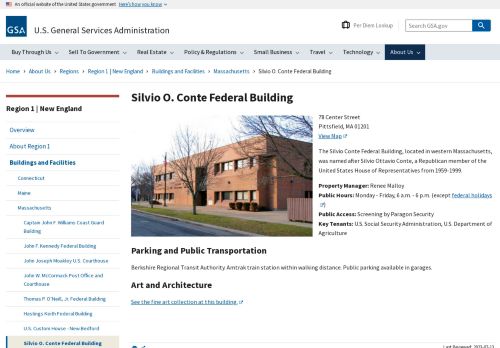 An official website of the United States government Here's how you know
GSA
U.S. General Services Administration
Per Diem Lookup
Search GSA.gov
Buy Through Us
Sell To Government
Real Estate
Policy & Regulations
Small Business
Travel
Technology
About Us
Home > About Us > Regions > Region 1 | New England > Buildings and Facilities > Massachusetts > Silvio O. Conte Federal Building
Region 1 | New England
Overview
About Region 1
Buildings and Facilities
Connecticut
Maine
Massachusetts
Captain John F. Williams Coast Guard
Building
John F. Kennedy Federal Building
John Joseph Moakley U.S. Courthouse
John W. McCormack Post Office and
Courthouse
Thomas P. O'Neill, Jr. Federal Building
Hastings Keith Federal Building
U.S. Custom House - New Bedford
Silvio O. Conte Federal Building
Silvio O. Conte Federal Building
78 Center Street
Pittsfield, MA 01201
View Map
The Silvio Conte Federal Building, located in western Massachusetts,
was named after Silvio Ottavio Conte, a Republican member of the
United States House of Representatives from 1959-1999.
Property Manager: Renee Malloy
Public Hours: Monday - Friday, 6 a.m. - 6 p.m. (except federal holidays
)
Public Access: Screening by Paragon Security
Key Tenants: U.S. Social Security Administration, U.S. Department of
Agriculture
Parking and Public Transportation
Berkshire Regional Transit Authority Amtrak train station within walking distance. Public parking available in garages.
Art and Architecture
See the fine art collection at this building.